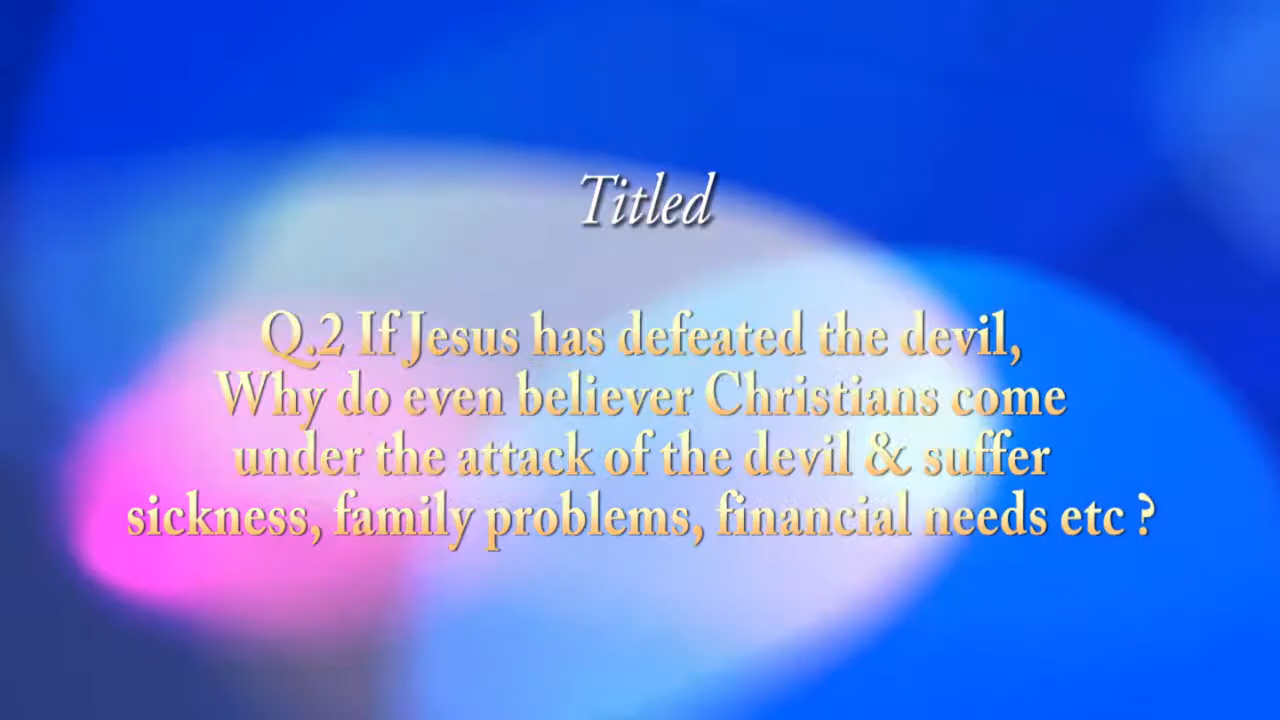 Titled
Q.2 If Jesus has defeated the devil,
Why do even believer Christians come
under the attack of the devil & suffer
sickness, family problems, financial needs etc ?